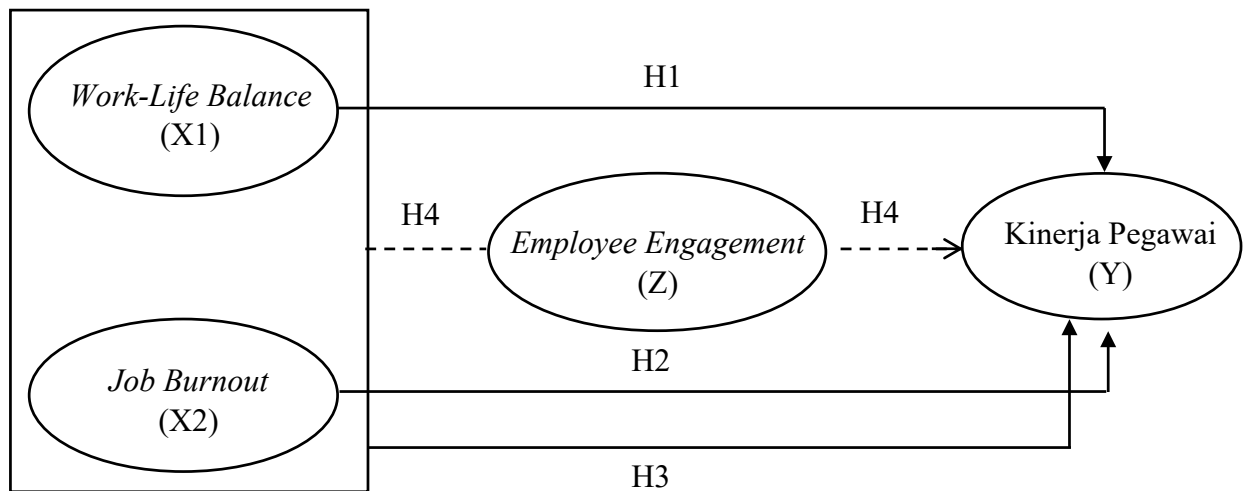 H1
Work-Life Balance
(X1)
H4
H4
Employee Engagement
(Z)
Kinerja Pegawai
(Y)
H2
Job Burnout
(X2)
H3